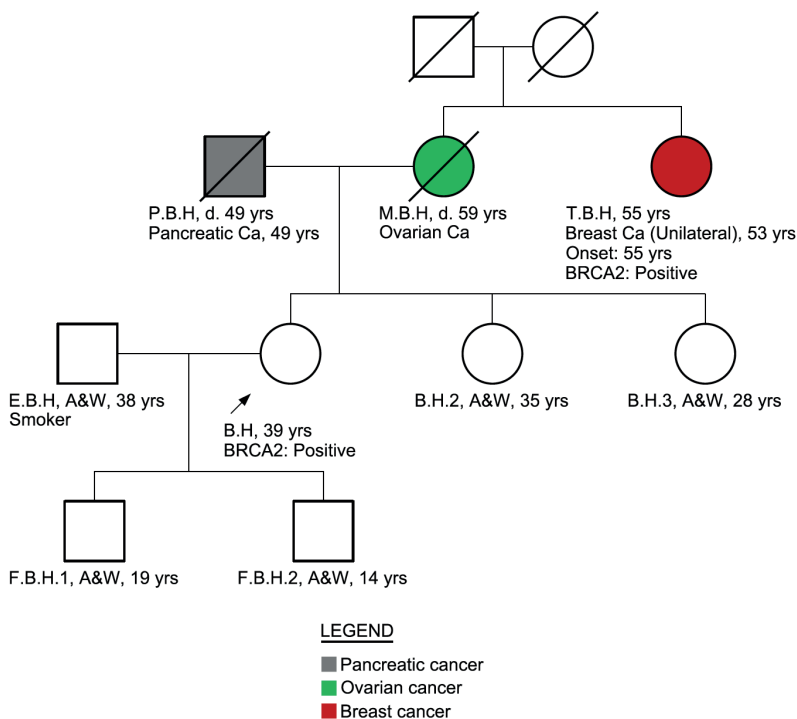 P.B.H, d. 49 yrs
Pancreatic Ca, 49 yrs
M.B.H, d. 59 yrs
Ovarian Ca
T.B.H, 55 yrs
Breast Ca (Unilateral), 53 yrs
Onset: 55 yrs
BRCA2: Positive
E.B.H, A&W, 38 yrs
Smoker
B.H, 39 yrs
BRCA2: Positive
B.H.2, A&W, 35 yrs
B.H.3, A&W, 28 yrs
F.B.H.1, A&W, 19 yrs
F.B.H.2, A&W, 14 yrs
LEGEND
Pancreatic cancer
Ovarian cancer
Breast cancer